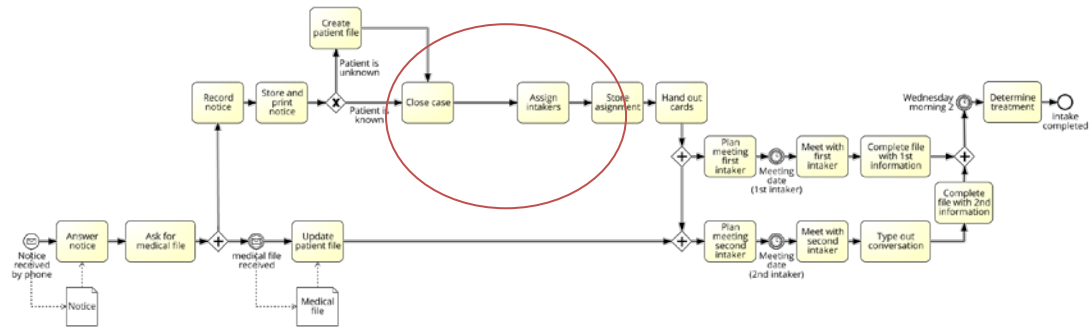 Create
patient file
Patient is
unknown
Record
notice
Store and
print notice
X
Patient is
known
Close case
Assign
intakers
Store
asignment
Hand out
cards
Wednesday
morning 2
Determine
treatment
Intake
completed
Plan
meeting
first intaker
Meeting
date
(1st intaker)
Meet with
first
intaker
Complete file
with 1st
information
Complete
file with 2nd
information
Notice
received
by phone
Answer
notice
Ask for
medical file
medical file
received
Update
patient file
Plan
meeting
second
intaker
Meeting
date
(2nd intaker)
Meet with
second
intaker
Type out
conversation
Notice
Medical
file